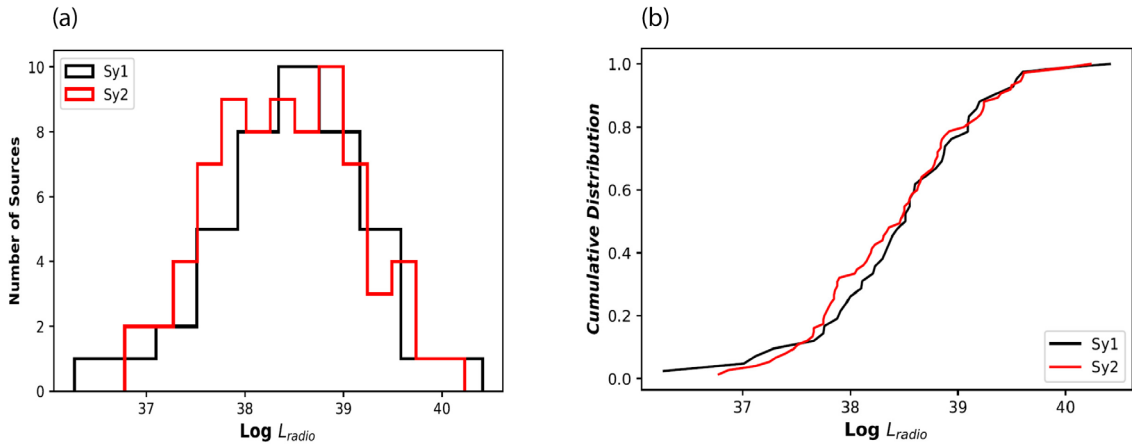 (a)
Sy1
Sy2
10
8
6
4
2
0
Number of Sources
37
38
39
40
Log L_radio
(b)
1.0
0.8
0.6
0.4
0.2
0.0
Cumulative Distribution
Sy1
Sy2
37
38
39
40
Log L_radio